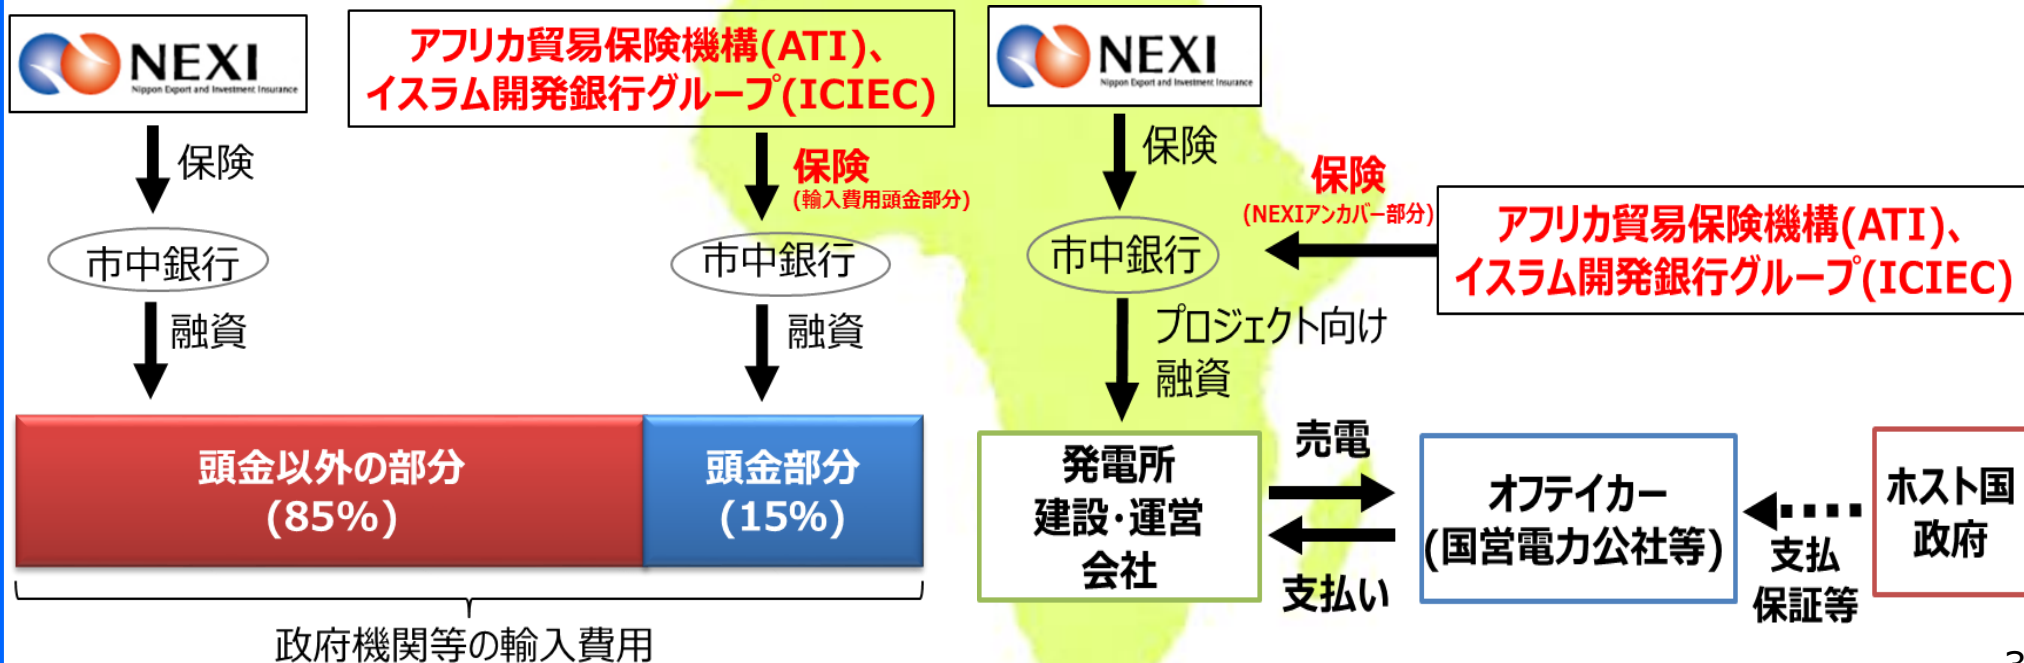 NEXI
Nippon Export and Investment Insurance
保険
市中銀行
融資
アフリカ貿易保険機構(ATI)、
イスラム開発銀行グループ(ICIEC)
保険
(輸入費用頭金部分)
市中銀行
融資
頭金以外の部分
(85%)
頭金部分
(15%)
政府機関等の輸入費用
NEXI
Nippon Export and Investment Insurance
保険
保険
(NEXIアンカバー部分)
アフリカ貿易保険機構(ATI)、
イスラム開発銀行グループ(ICIEC)
市中銀行
プロジェクト向け
融資
発電所
建設・運営
会社
売電
支払い
オフテイカー
(国営電力公社等)
支払
保証等
ホスト国
政府